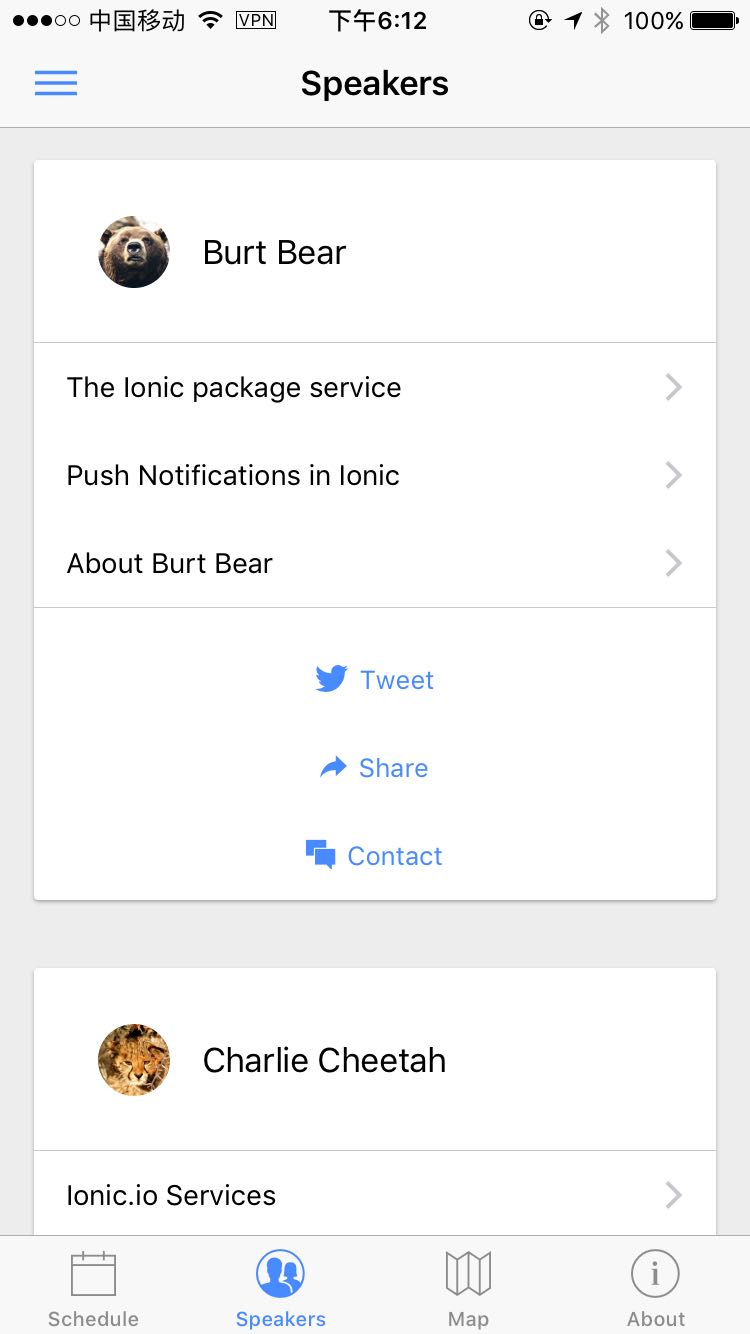 中国移动 VPN 下午6:12 100%
Speakers
Burt Bear
The Ionic package service
Push Notifications in Ionic
About Burt Bear
Tweet
Share
Contact
Charlie Cheetah
Ionic.io Services
Schedule Speakers Map About